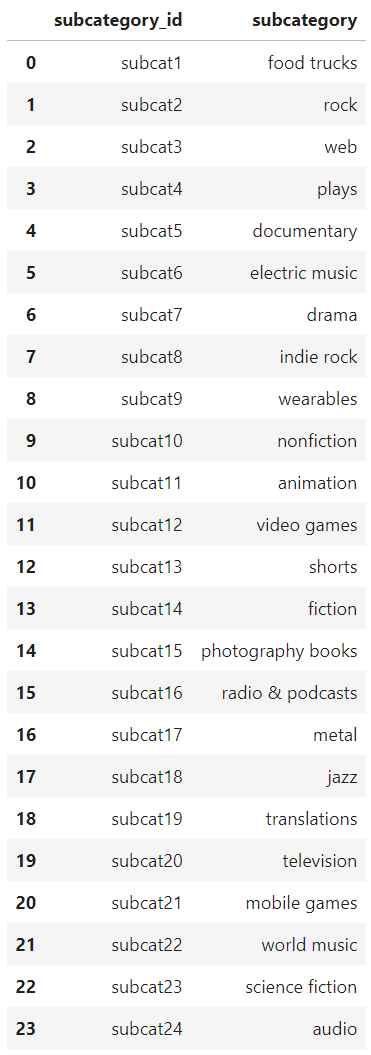 subcategory_id subcategory
0 subcat1 food trucks
1 subcat2 rock
2 subcat3 web
3 subcat4 plays
4 subcat5 documentary
5 subcat6 electric music
6 subcat7 drama
7 subcat8 indie rock
8 subcat9 wearables
9 subcat10 nonfiction
10 subcat11 animation
11 subcat12 video games
12 subcat13 shorts
13 subcat14 fiction
14 subcat15 photography books
15 subcat16 radio & podcasts
16 subcat17 metal
17 subcat18 jazz
18 subcat19 translations
19 subcat20 television
20 subcat21 mobile games
21 subcat22 world music
22 subcat23 science fiction
23 subcat24 audio